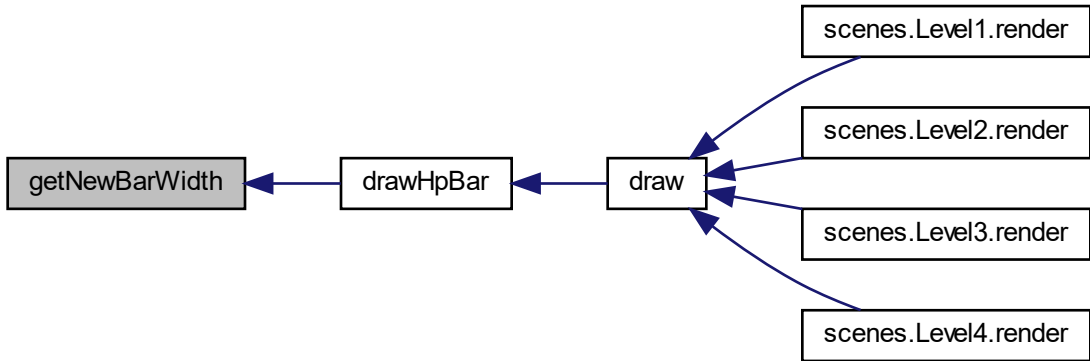 getNewBarWidth
drawHpBar
draw
scenes.Level1.render
scenes.Level2.render
scenes.Level3.render
scenes.Level4.render